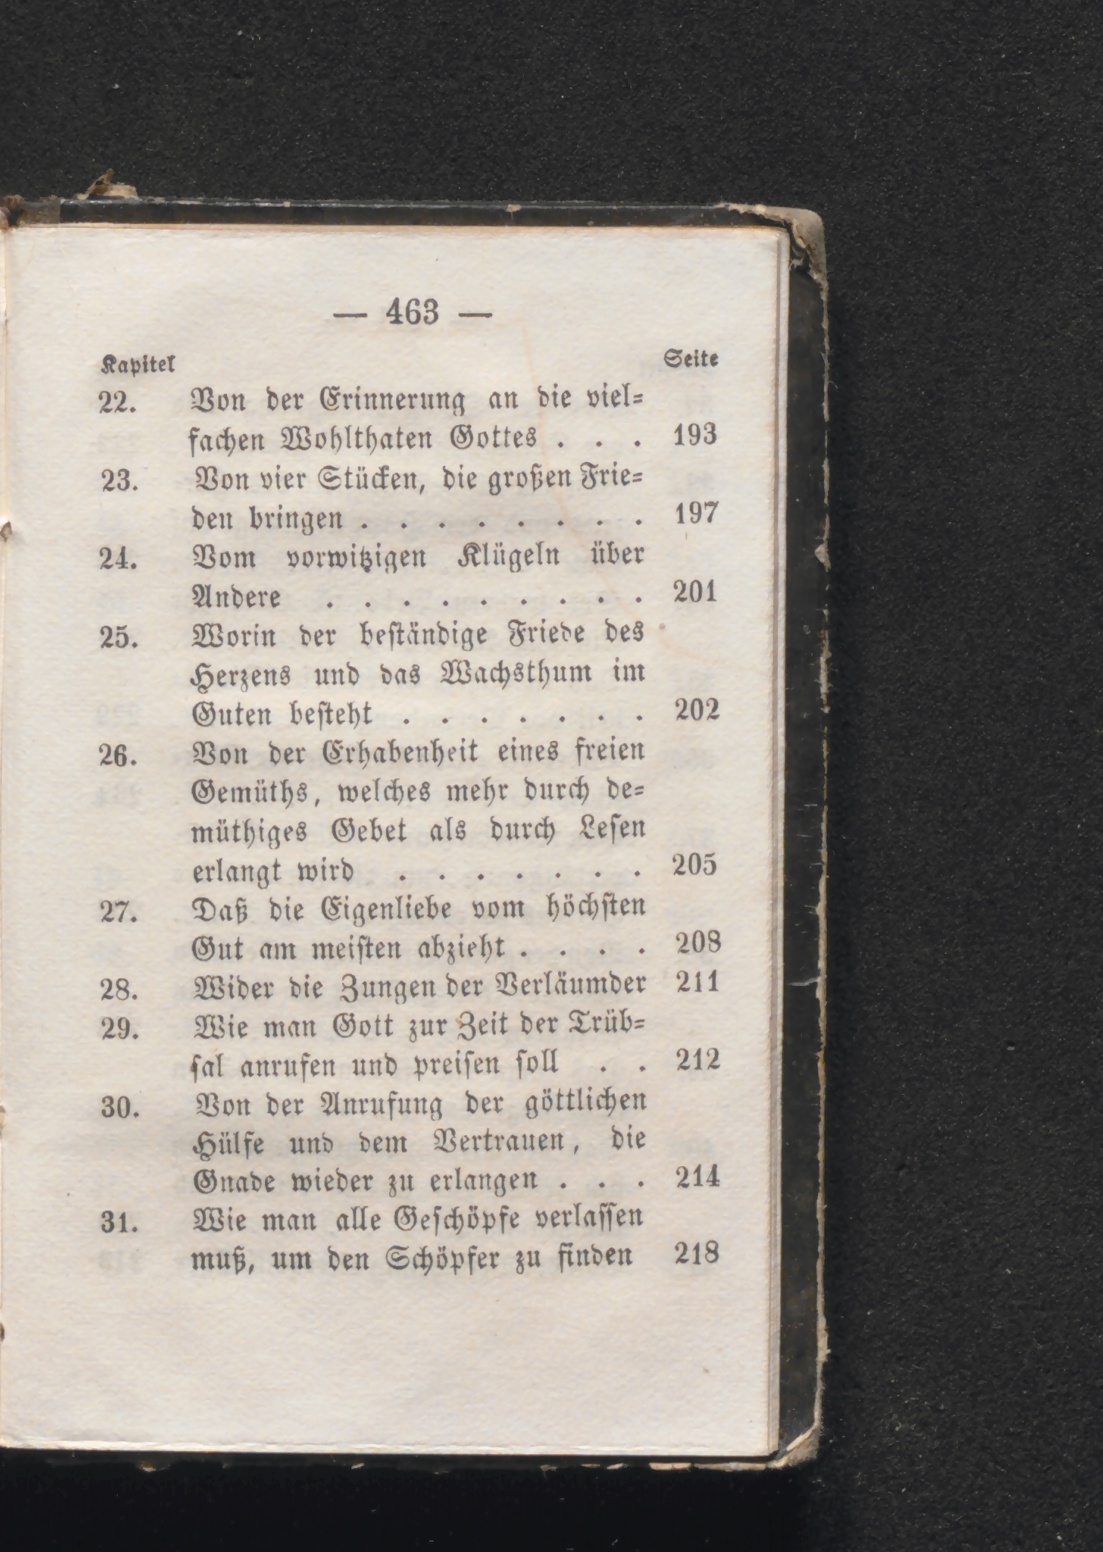 — 463 —
Kapitel Seite
22. Von der Erinnerung an die viel-
fachen Wohlthaten Gottes . . . 193
23. Von vier Stücken, die großen Frie-
den bringen . . . . . . . . 197
24. Vom vorwitzigen Klügeln über
Andere . . . . . . . . . 201
25. Worin der beständige Friede des
Herzens und das Wachsthum im
Guten besteht . . . . . . . 202
26. Von der Erhabenheit eines freien
Gemüths, welches mehr durch de-
müthiges Gebet als durch Lesen
erlangt wird . . . . . . . 205
27. Daß die Eigenliebe vom höchsten
Gut am meisten abzieht . . . . 208
28. Wider die Zungen der Verläumder 211
29. Wie man Gott zur Zeit der Trüb-
sal anrufen und preisen soll . . 212
30. Von der Anrufung der göttlichen
Hülfe und dem Vertrauen, die
Gnade wieder zu erlangen . . . 214
31. Wie man alle Geschöpfe verlassen
muß, um den Schöpfer zu finden 218